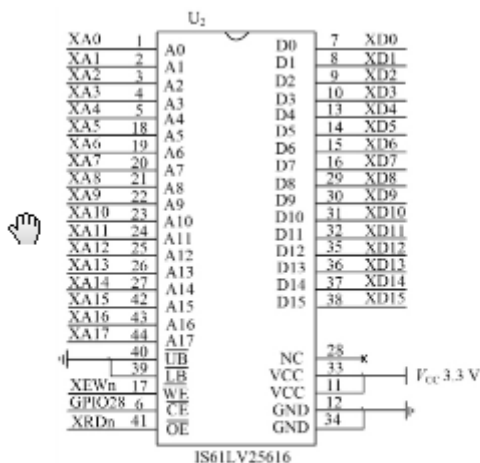 U2
XA0 1 A0 D0 7 XD0
XA1 2 A1 D1 8 XD1
XA2 3 A2 D2 9 XD2
XA3 4 A3 D3 10 XD3
XA4 5 A4 D4 13 XD4
XA5 18 A5 D5 14 XD5
XA6 19 A6 D6 15 XD6
XA7 20 A7 D7 16 XD7
XA8 21 A8 D8 29 XD8
XA9 22 A9 D9 30 XD9
XA10 23 A10 D10 31 XD10
XA11 24 A11 D11 32 XD11
XA12 25 A12 D12 35 XD12
XA13 26 A13 D13 36 XD13
XA14 27 A14 D14 37 XD14
XA15 42 A15 D15 38 XD15
XA16 43 A16
XA17 44 A17
40 UB NC 28
39 LB VCC 33 VCC 3.3 V
XEWn 17 WE VCC 11
GPIO28 6 CE GND 12
XRDn 41 OE GND 34
IS61LV25616